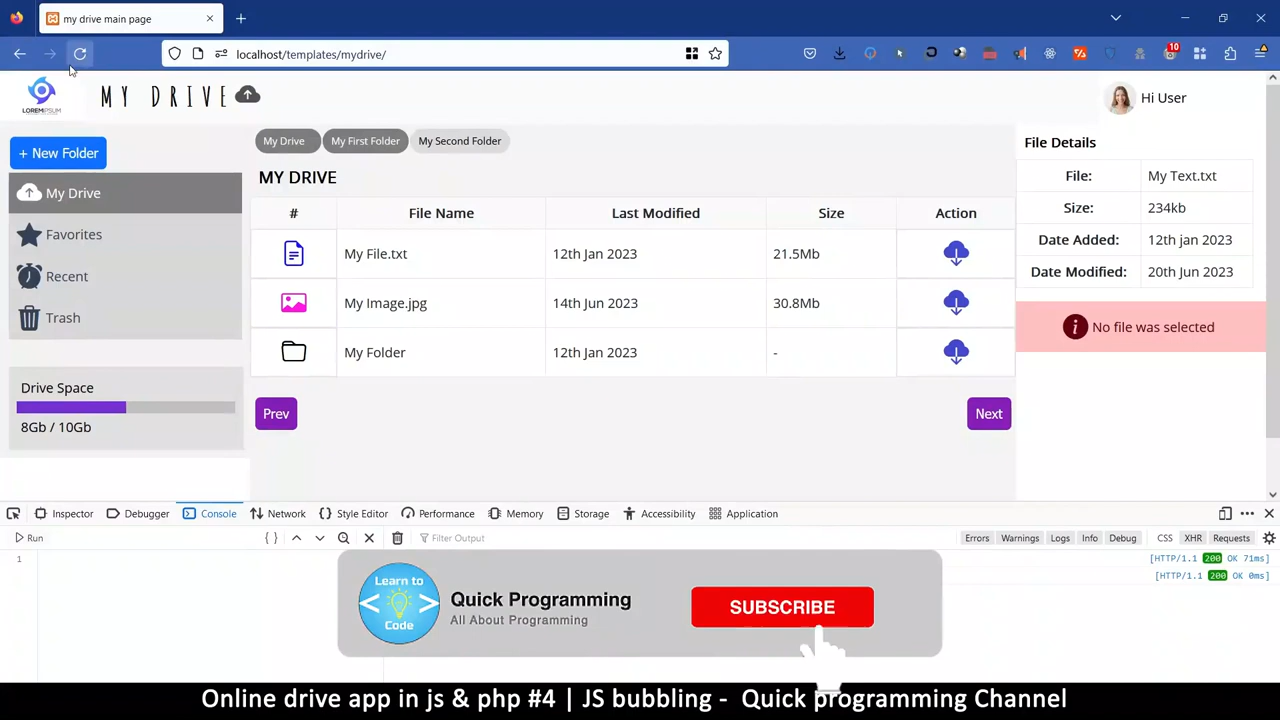 my drive main page
localhost/templates/mydrive/
10
LOREMIPSUM
MY DRIVE
Hi User
+ New Folder
My Drive
Favorites
Recent
Trash
Drive Space
8Gb / 10Gb
My Drive
My First Folder
My Second Folder
MY DRIVE
# File Name Last Modified Size Action
My File.txt 12th Jan 2023 21.5Mb
My Image.jpg 14th Jun 2023 30.8Mb
My Folder 12th Jan 2023 -
Prev
Next
File Details
File: My Text.txt
Size: 234kb
Date Added: 12th jan 2023
Date Modified: 20th Jun 2023
No file was selected
Inspector Debugger Console Network Style Editor Performance Memory Storage Accessibility Application
Run
Filter Output
Errors Warnings Logs Info Debug CSS XHR Requests
1
[HTTP/1.1 200 OK 71ms]
[HTTP/1.1 200 OK 0ms]
Learn to
< >
Code
Quick Programming
All About Programming
SUBSCRIBE
Online drive app in js & php #4 | JS bubbling - Quick programming Channel